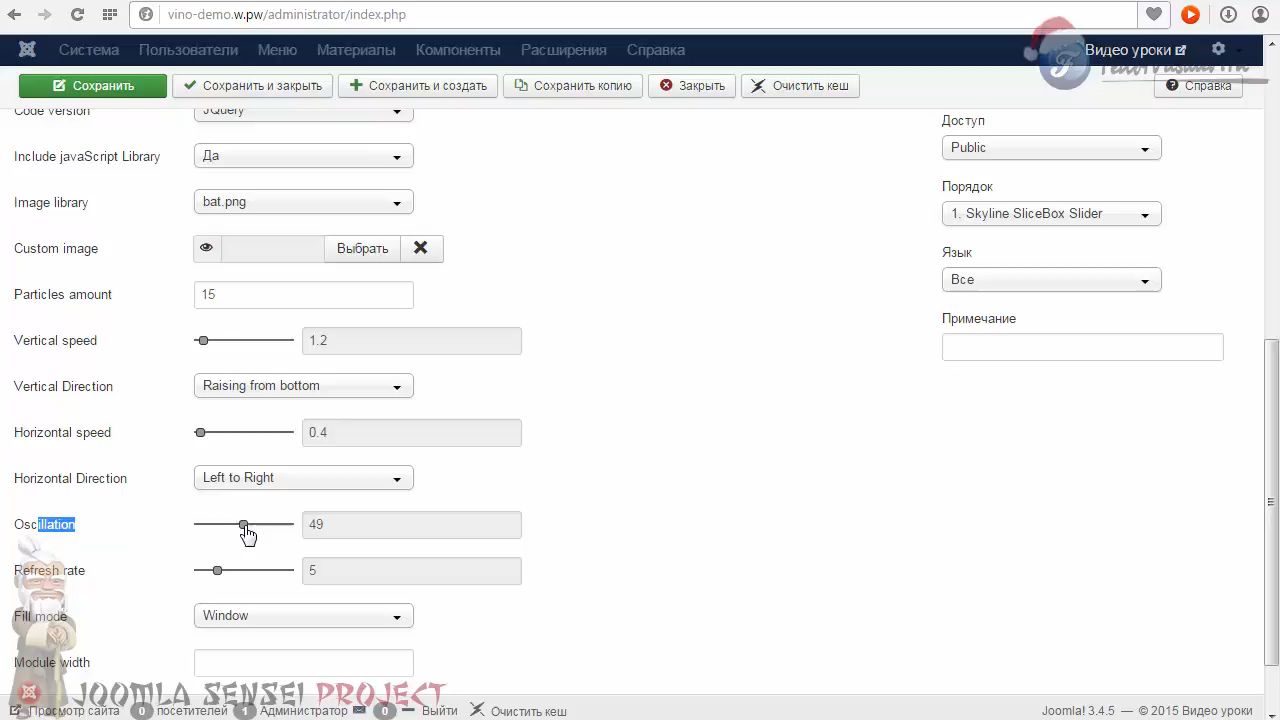 vino-demo.w.pw/administrator/index.php
Система Пользователи Меню Материалы Компоненты Расширения Справка Видео уроки
Сохранить Сохранить и закрыть Сохранить и создать Сохранить копию Закрыть Очистить кеш Справка
Code version JQuery
Include javaScript Library Да
Image library bat.png
Custom image Выбрать
Particles amount 15
Vertical speed 1.2
Vertical Direction Raising from bottom
Horizontal speed 0.4
Horizontal Direction Left to Right
Oscillation 49
Refresh rate 5
Fill mode Window
Module width
Доступ
Public
Порядок
1. Skyline SliceBox Slider
Язык
Все
Примечание
JOOMLA SENSEI PROJECT
Просмотр сайта 0 посетителей 1 Администратор 0 Выйти Очистить кеш Joomla! 3.4.5 — © 2015 Видео уроки